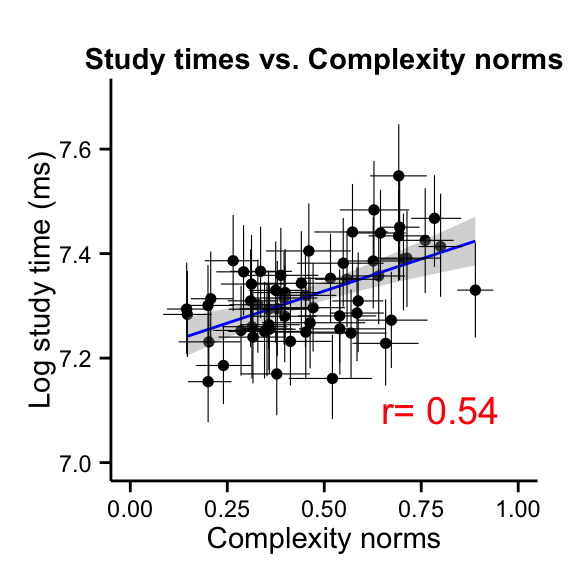 Study times vs. Complexity norms
Log study time (ms)
7.6
7.4
7.2
7.0
r= 0.54
0.00 0.25 0.50 0.75 1.00
Complexity norms